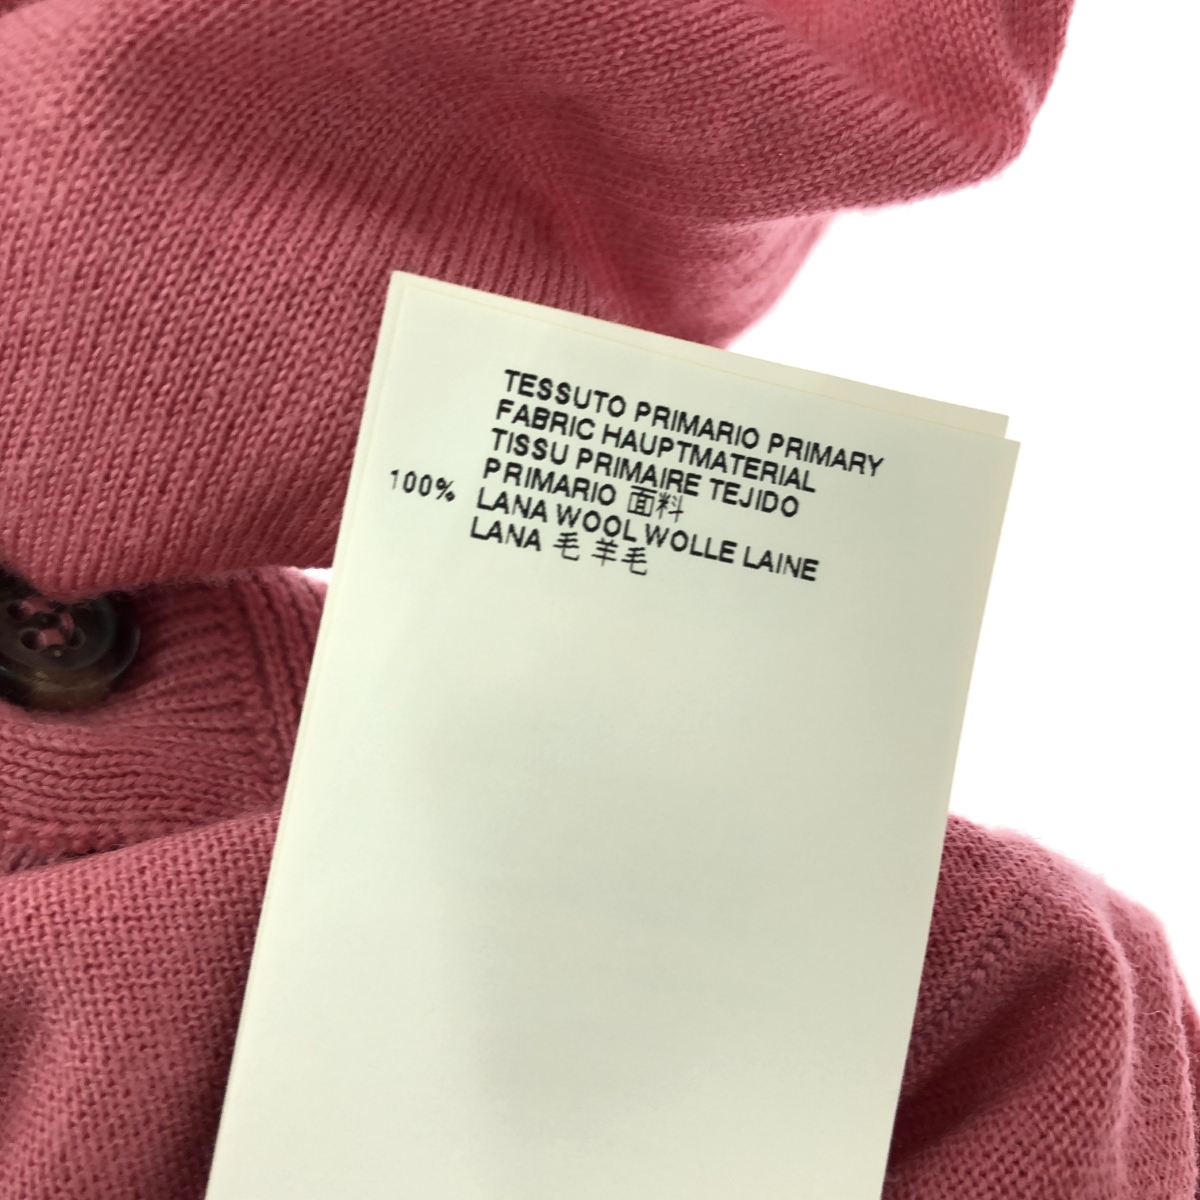 TESSUTO PRIMARIO PRIMARY
FABRIC HAUPTMATERIAL
TISSU PRIMAIRE TEJIDO
PRIMARIO 面料
100% LANA WOOL WOLLE LAINE
LANA 毛 羊毛